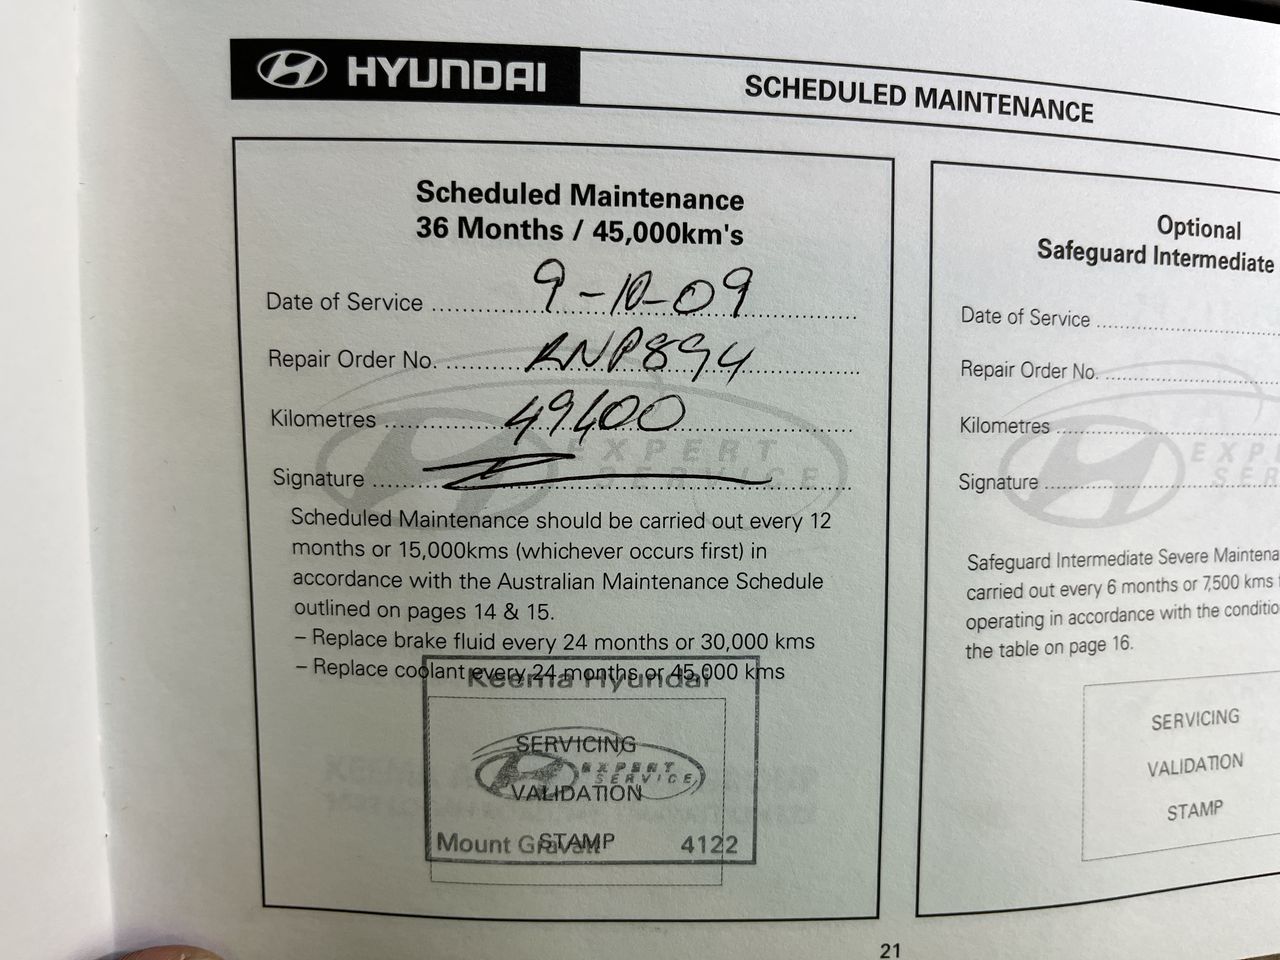 HYUNDAI
SCHEDULED MAINTENANCE
Scheduled Maintenance
36 Months / 45,000km's
Date of Service 9-10-09
Repair Order No. RNP894
Kilometres 49400
EXPERT
SERVICE
Signature
Scheduled Maintenance should be carried out every 12
months or 15,000kms (whichever occurs first) in
accordance with the Australian Maintenance Schedule
outlined on pages 14 & 15.
– Replace brake fluid every 24 months or 30,000 kms
– Replace coolant every 24 months or 45,000 kms
Keema Hyundai
SERVICING
EXPERT
SERVICE
VALIDATION
STAMP
Mount Gravatt 4122
Optional
Safeguard Intermediate
Date of Service
Repair Order No.
Kilometres
Signature
Safeguard Intermediate Severe
carried out every 6 months or 7,500 kms
operating in accordance with the
the table on page 16.
SERVICING
VALIDATION
STAMP
21